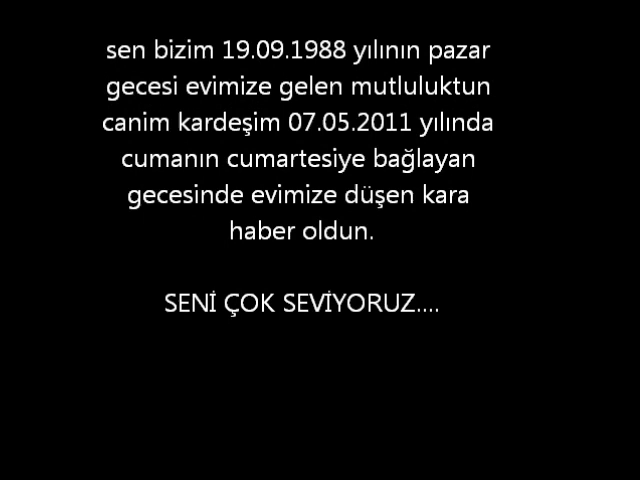 sen bizim 19.09.1988 yılının pazar
gecesi evimize gelen mutluluktun
canim kardeşim 07.05.2011 yılında
cumanın cumartesiye bağlayan
gecesinde evimize düşen kara
haber oldun.
SENİ ÇOK SEVİYORUZ....